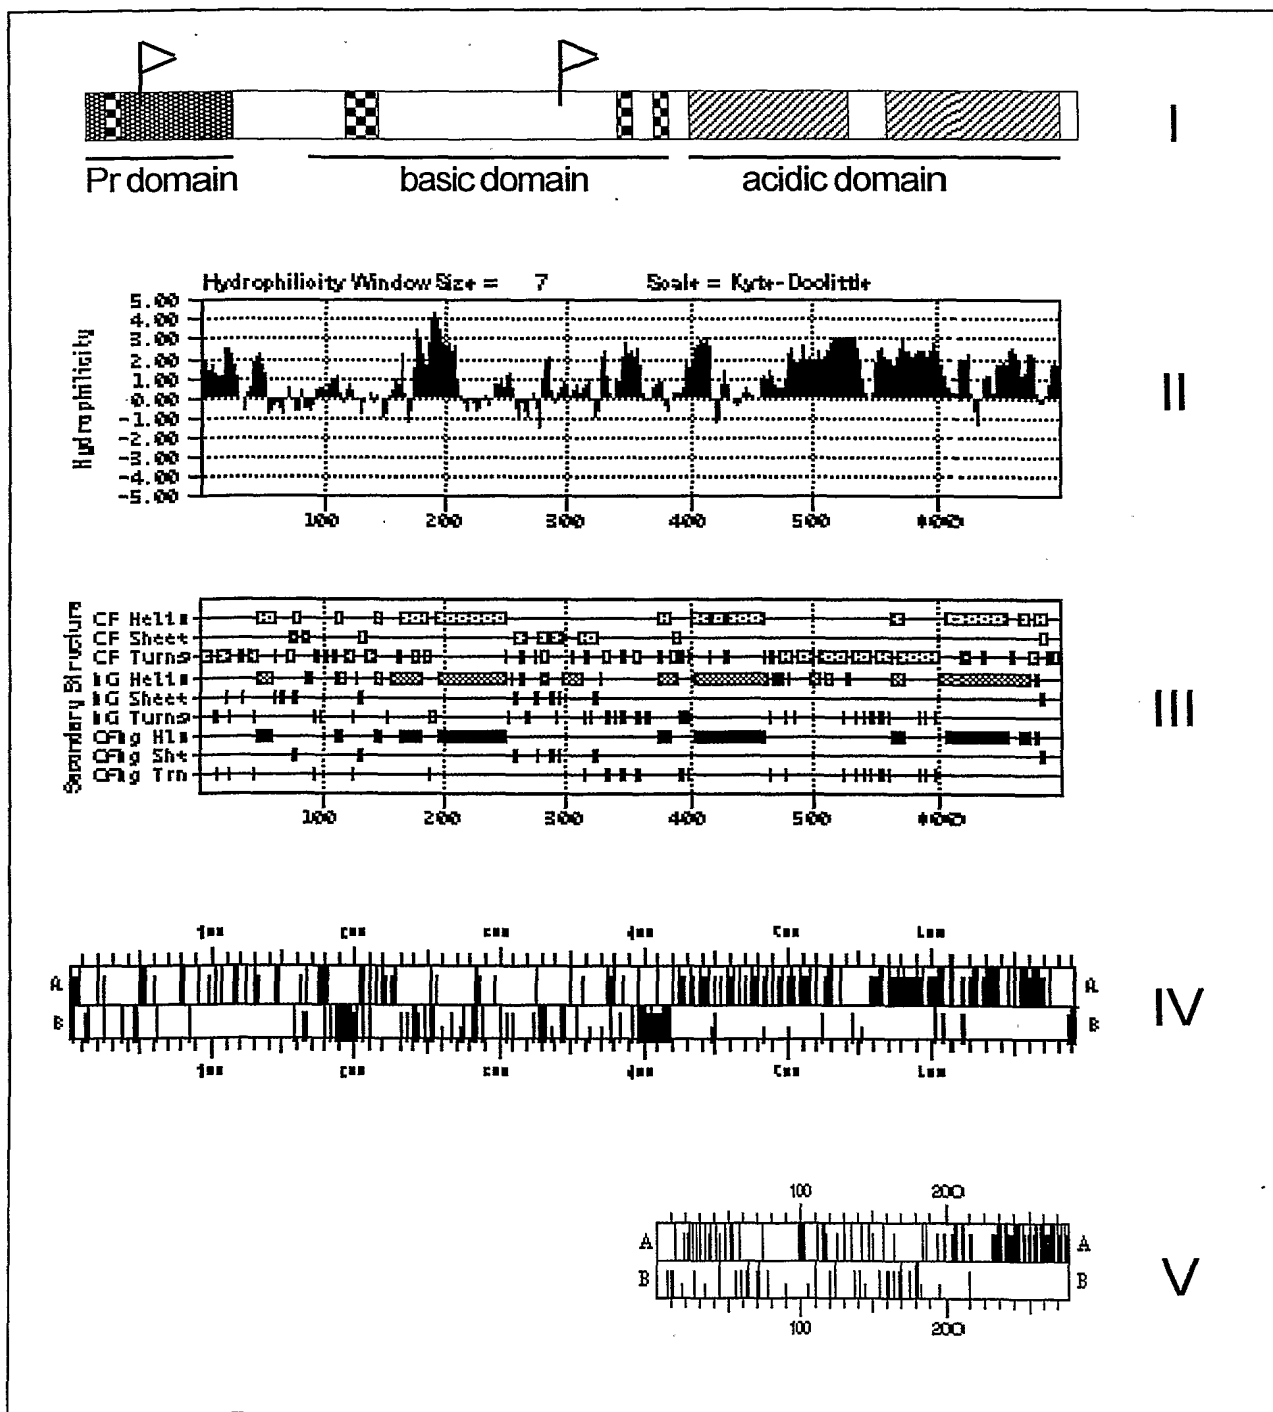 I
Pr domain
basic domain
acidic domain
Hydrophilicity Window Size = 7 Scale = Kyte-Doolittle
5.00
4.00
3.00
2.00
1.00
0.00
-1.00
-2.00
-3.00
-4.00
-5.00
Hydrophilicity
100 200 300 400 500
II
Secondary Structure
CF Helix
CF Sheet
CF Turns
GG Helix
GG Sheet
GG Turns
CfRg Hlx
CfRg Sht
CfRg Trn
100 200 300 400 500
III
A A
B B
IV
100 200
A A
B B
100 200
V